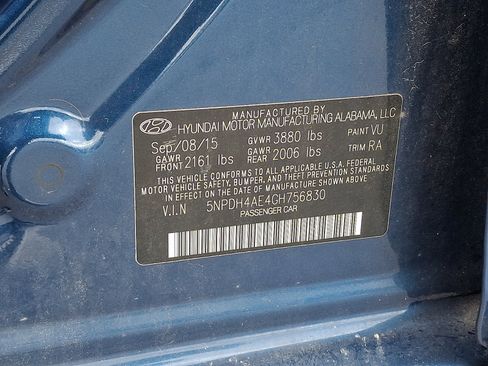 MANUFACTURED BY
HYUNDAI MOTOR MANUFACTURING ALABAMA, LLC
Sep/08/15 GVWR 3880 lbs PAINT VU
GAWR FRONT 2161 lbs GAWR REAR 2006 lbs TRIM RA
THIS VEHICLE CONFORMS TO ALL APPLICABLE U.S.A. FEDERAL
MOTOR VEHICLE SAFETY, BUMPER, AND THEFT PREVENTION
STANDARDS IN EFFECT ON THE DATE OF MANUFACTURE SHOWN ABOVE.
V.I.N 5NPDH4AE4GH756830
PASSENGER CAR